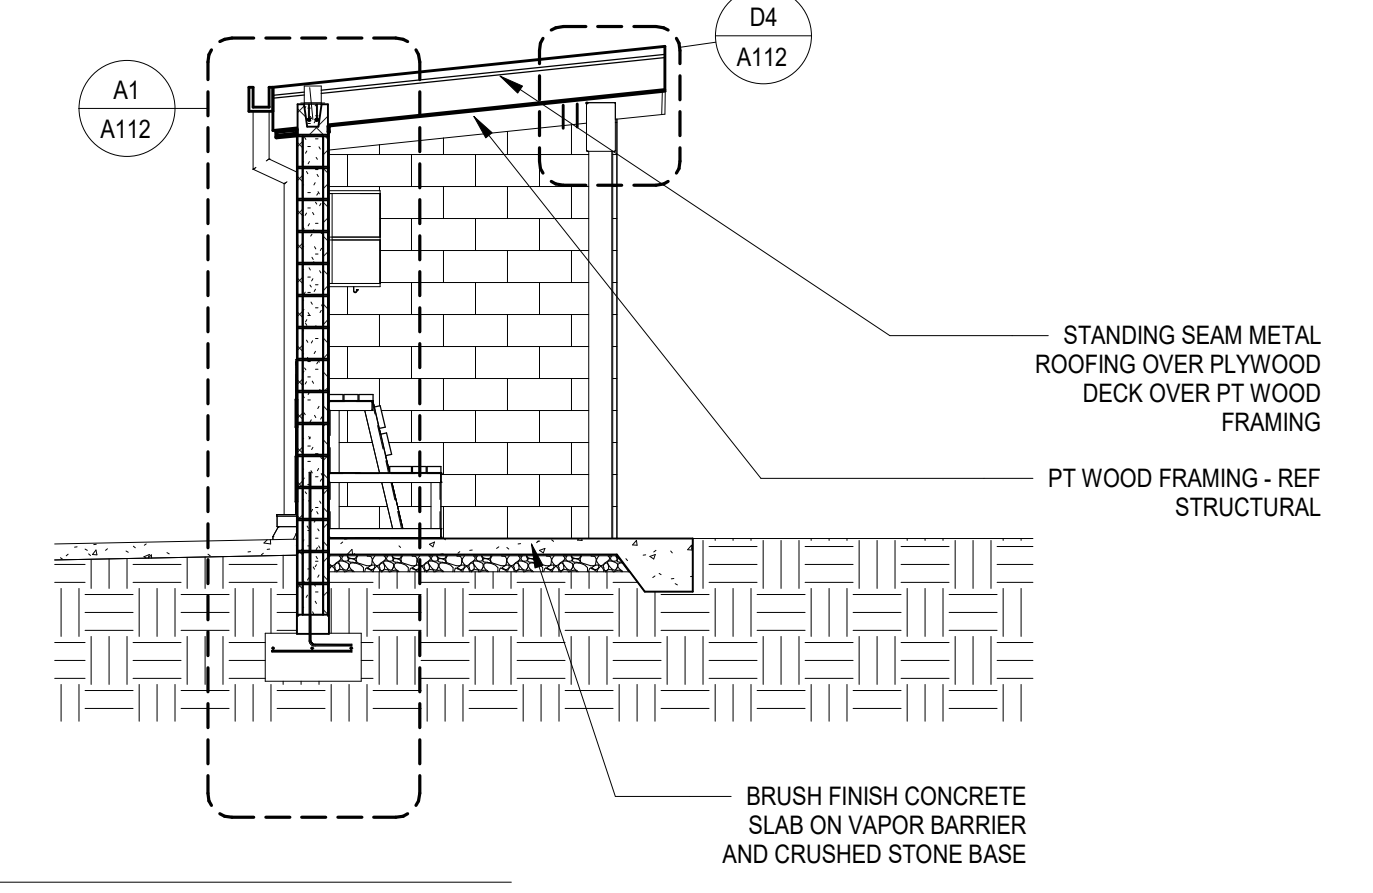 D4
A112
A1
A112
STANDING SEAM METAL
ROOFING OVER PLYWOOD
DECK OVER PT WOOD
FRAMING
PT WOOD FRAMING - REF
STRUCTURAL
BRUSH FINISH CONCRETE
SLAB ON VAPOR BARRIER
AND CRUSHED STONE BASE